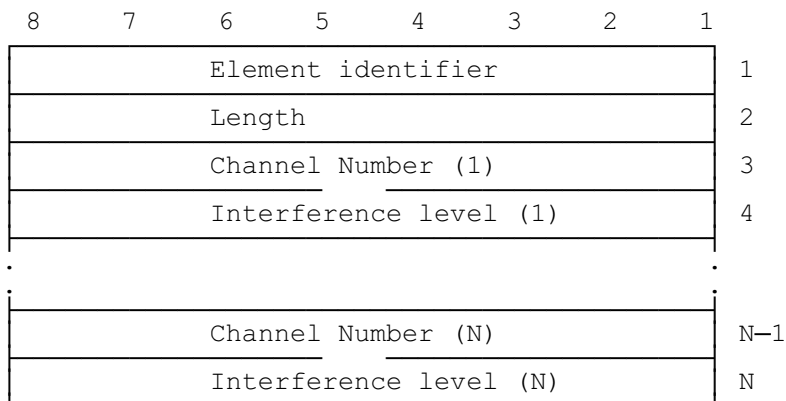 8 7 6 5 4 3 2 1
Element identifier 1
Length 2
Channel Number (1) 3
Interference level (1) 4
Channel Number (N) N-1
Interference level (N) N